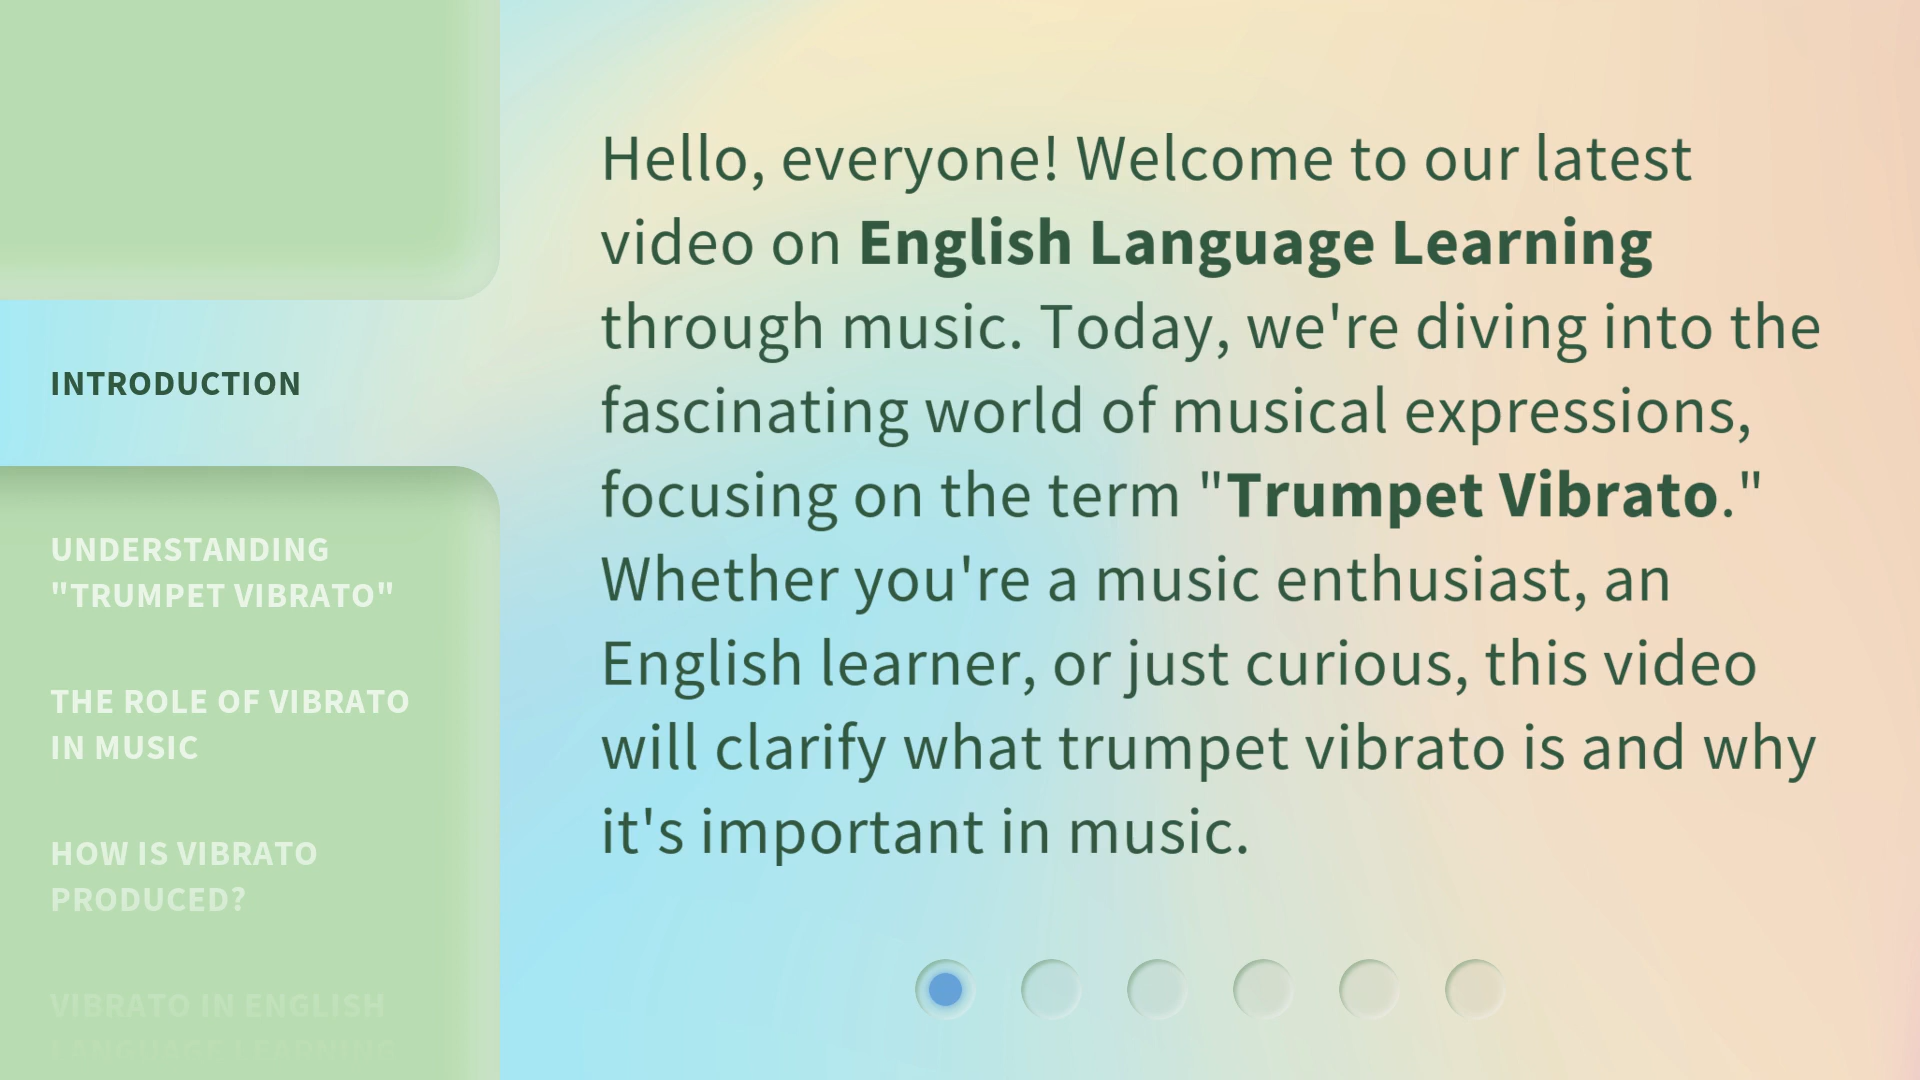 INTRODUCTION
UNDERSTANDING
"TRUMPET VIBRATO"
THE ROLE OF VIBRATO
IN MUSIC
HOW IS VIBRATO
PRODUCED?
VIBRATO IN ENGLISH
LANGUAGE LEARNING
Hello, everyone! Welcome to our latest
video on English Language Learning
through music. Today, we're diving into the
fascinating world of musical expressions,
focusing on the term "Trumpet Vibrato."
Whether you're a music enthusiast, an
English learner, or just curious, this video
will clarify what trumpet vibrato is and why
it's important in music.